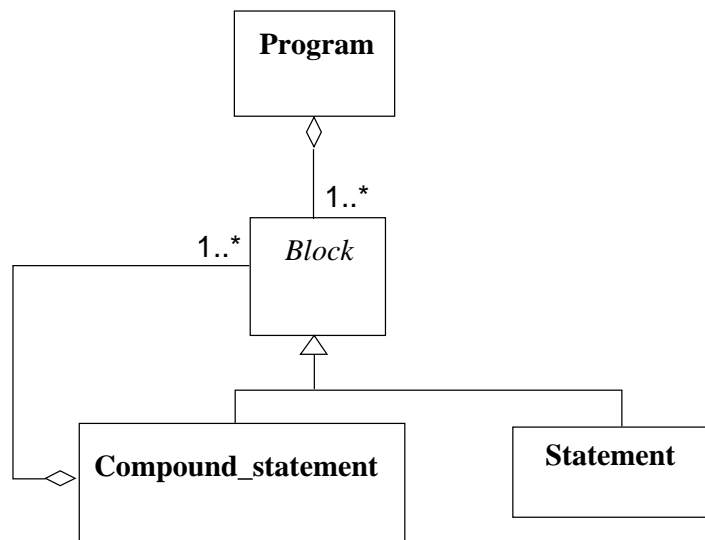 Program
1..*
1..*
Block
Compound_statement
Statement